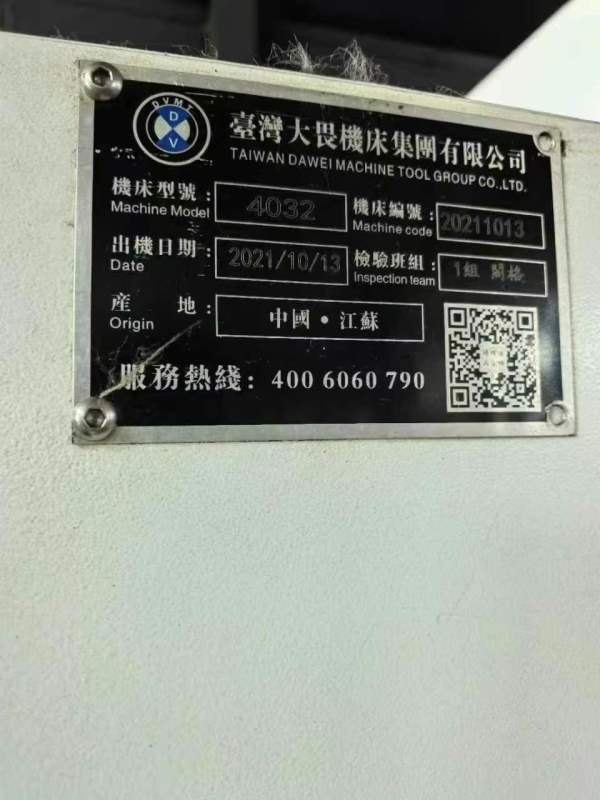 DVMT
D
V
臺灣大畏機床集團有限公司
TAIWAN DAWEI MACHINE TOOL GROUP CO.,LTD.
機床型號: 4032 機床編號: 20211013
Machine Model Machine code
出機日期: 2021/10/13 檢驗班組: 1組
Date Inspection team
産 地: 中國·江蘇
Origin
服務熱綫: 400 6060 790